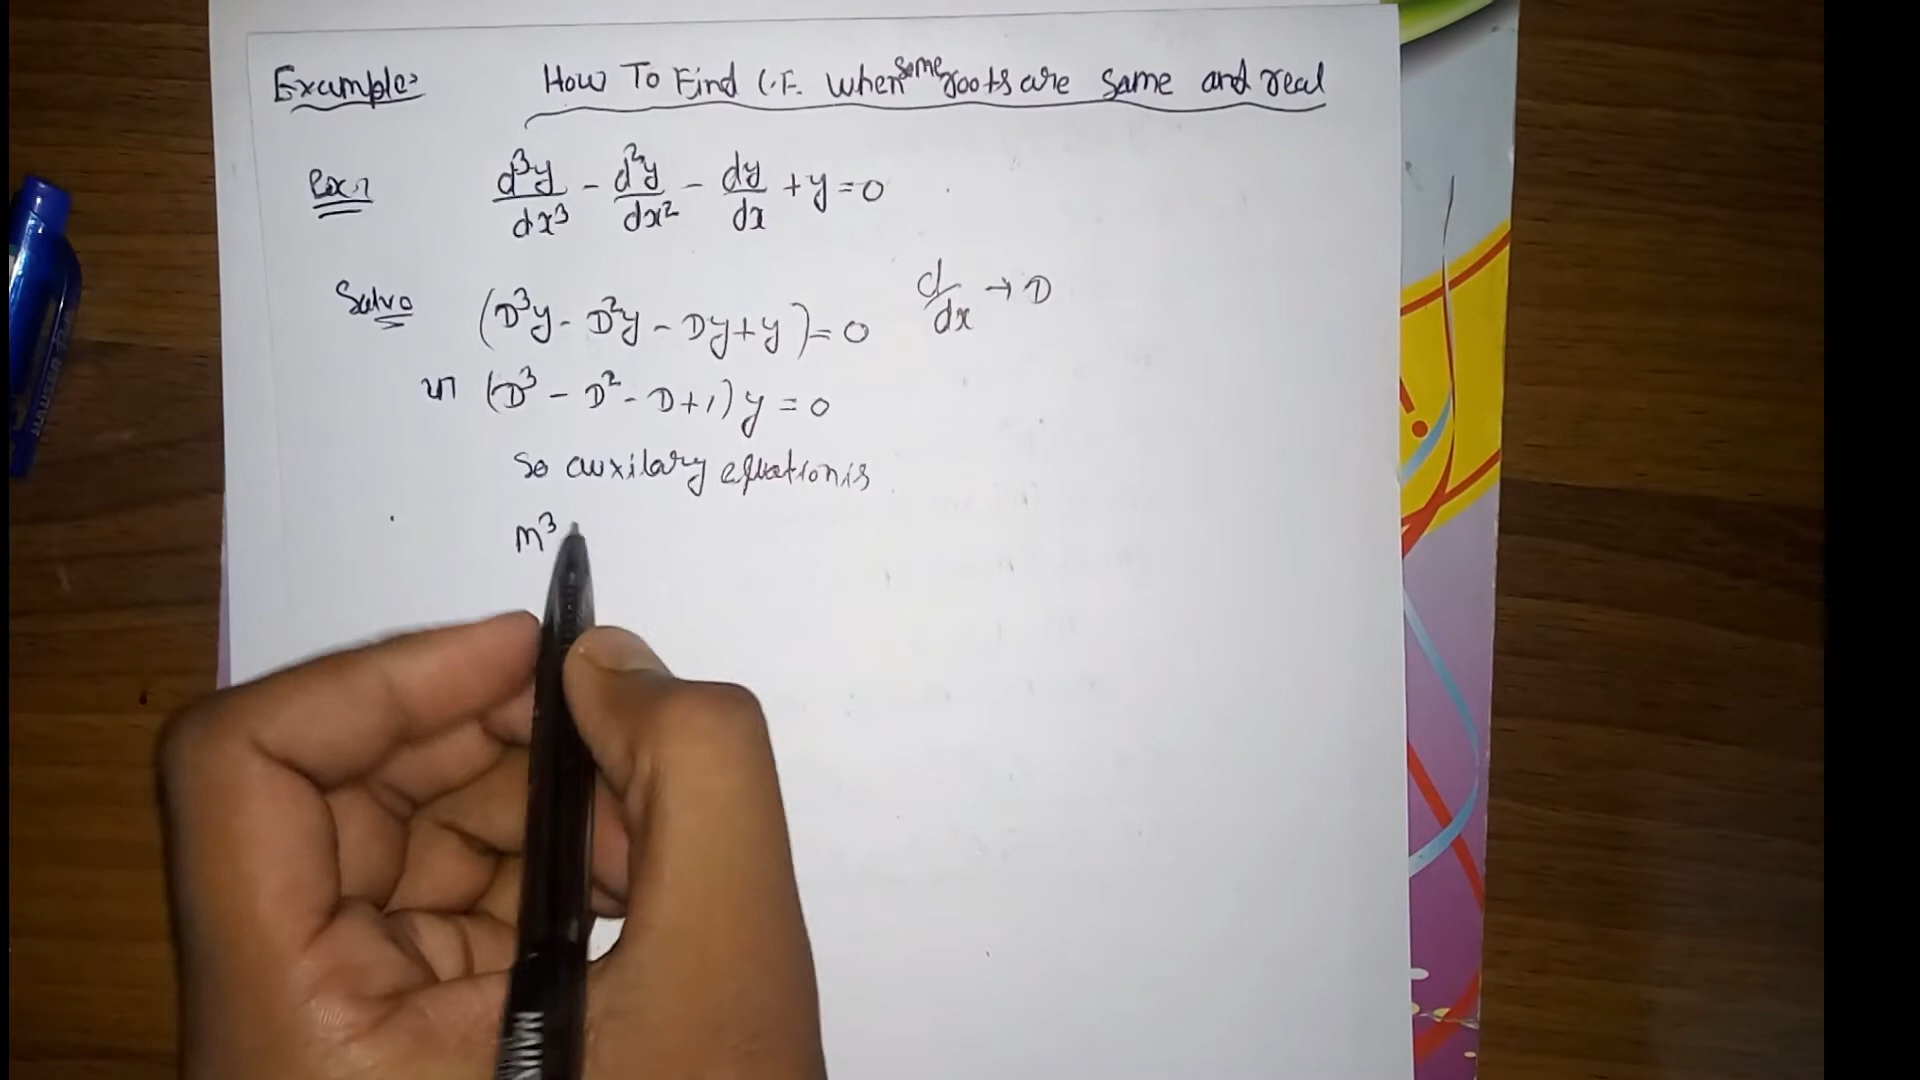 Example:
How To Find C.F. when some roots are same and real
Ex.1
d³y/dx³ - d²y/dx² - dy/dx + y = 0
Solve (D³y - D²y - Dy + y) = 0 d/dx → D
या (D³ - D² - D + 1) y = 0
So auxilary equation is
m³